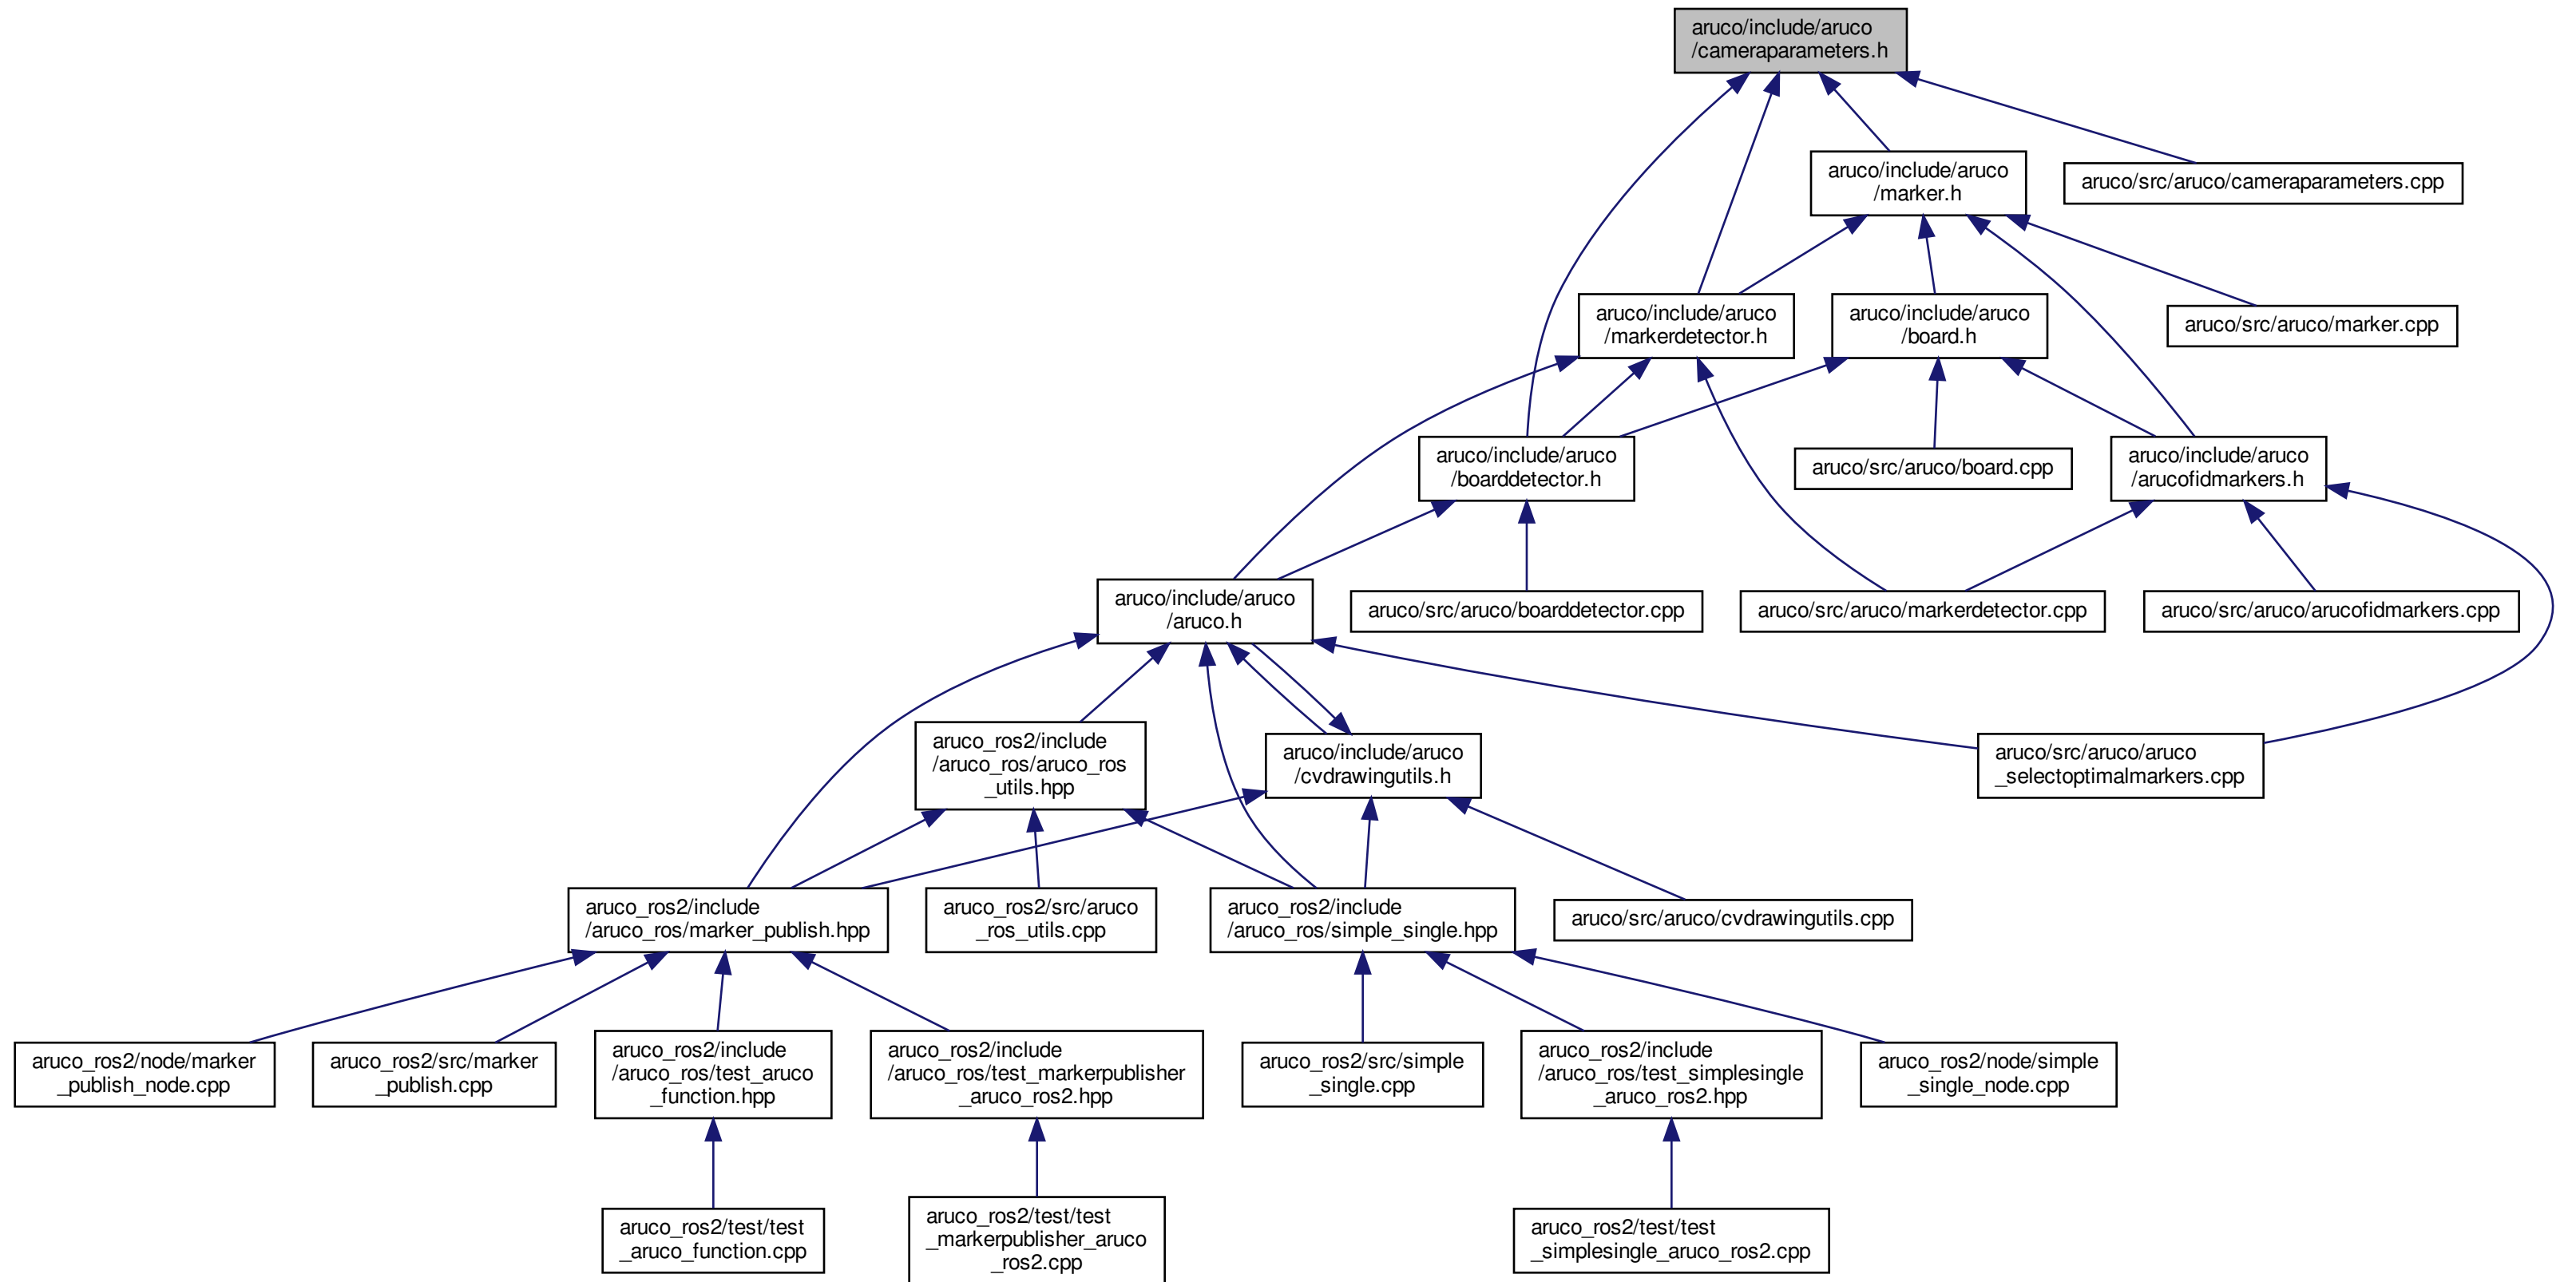 aruco/include/aruco
/cameraparameters.h
aruco/include/aruco
/marker.h
aruco/src/aruco/cameraparameters.cpp
aruco/include/aruco
/markerdetector.h
aruco/include/aruco
/board.h
aruco/src/aruco/marker.cpp
aruco/include/aruco
/boarddetector.h
aruco/src/aruco/board.cpp
aruco/include/aruco
/arucofidmarkers.h
aruco/include/aruco
/aruco.h
aruco/src/aruco/boarddetector.cpp
aruco/src/aruco/markerdetector.cpp
aruco/src/aruco/arucofidmarkers.cpp
aruco_ros2/include
/aruco_ros/aruco_ros
_utils.hpp
aruco/include/aruco
/cvdrawingutils.h
aruco/src/aruco/aruco
_selectoptimalmarkers.cpp
aruco_ros2/include
/aruco_ros/marker_publish.hpp
aruco_ros2/src/aruco
_ros_utils.cpp
aruco_ros2/include
/aruco_ros/simple_single.hpp
aruco/src/aruco/cvdrawingutils.cpp
aruco_ros2/node/marker
_publish_node.cpp
aruco_ros2/src/marker
_publish.cpp
aruco_ros2/include
/aruco_ros/test_aruco
_function.hpp
aruco_ros2/include
/aruco_ros/test_markerpublisher
_aruco_ros2.hpp
aruco_ros2/src/simple
_single.cpp
aruco_ros2/include
/aruco_ros/test_simplesingle
_aruco_ros2.hpp
aruco_ros2/node/simple
_single_node.cpp
aruco_ros2/test/test
_aruco_function.cpp
aruco_ros2/test/test
_markerpublisher_aruco
_ros2.cpp
aruco_ros2/test/test
_simplesingle_aruco_ros2.cpp